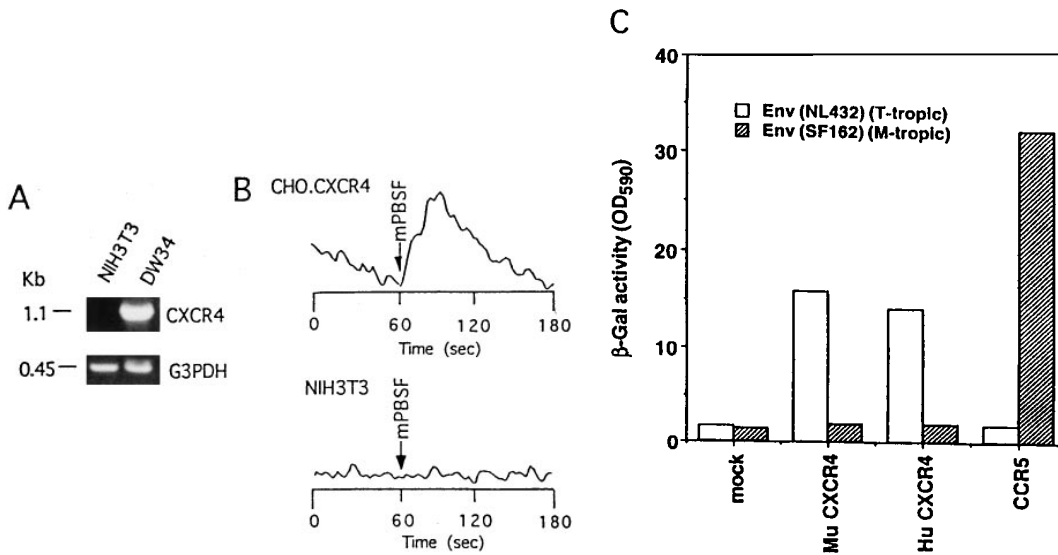 A
NIH3T3
DW34
Kb
1.1
CXCR4
0.45
G3PDH
B
CHO.CXCR4
mPBSF
0 60 120 180
Time (sec)
NIH3T3
mPBSF
0 60 120 180
Time (sec)
C
40
30
20
10
0
β-Gal activity (OD590)
Env (NL432) (T-tropic)
Env (SF162) (M-tropic)
mock
Mu CXCR4
Hu CXCR4
CCR5